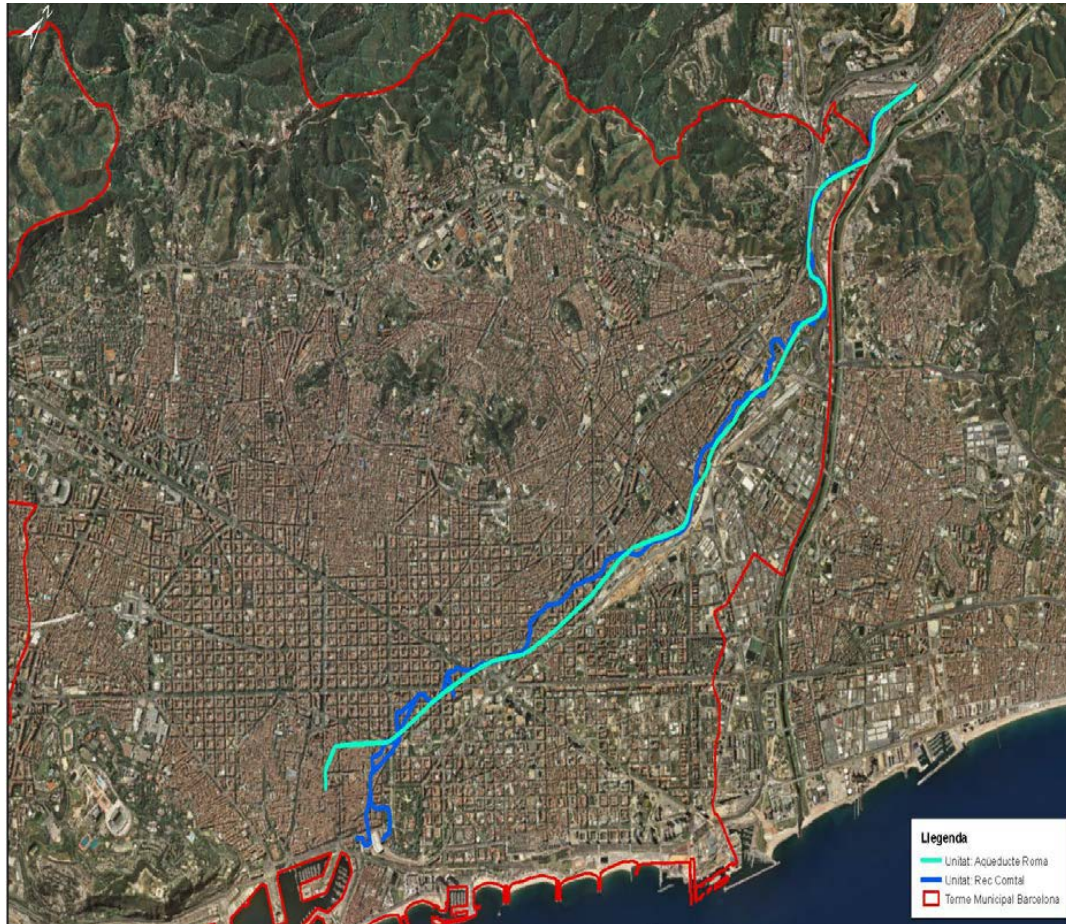 Llegenda
Unitat: Aqüeducte Roma
Unitat: Rec Comtal
Terme Municipal Barcelona